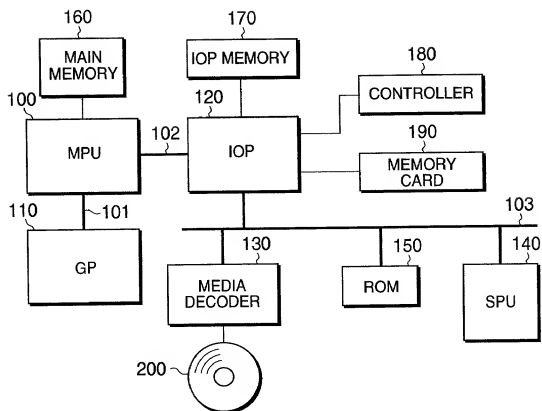 160
MAIN
MEMORY
170
IOP MEMORY
180
CONTROLLER
100
MPU
102
120
IOP
190
MEMORY
CARD
110
101
GP
103
130
MEDIA
DECODER
150
ROM
140
SPU
200